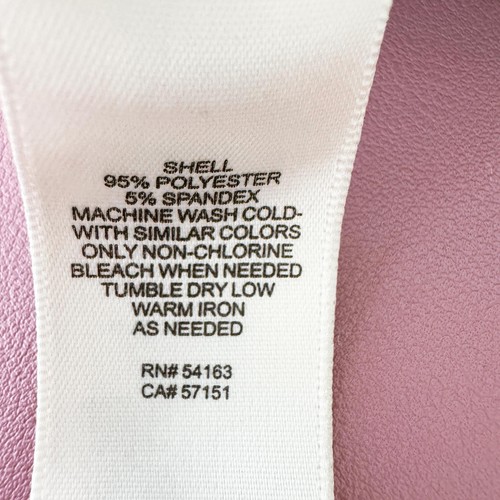 SHELL
95% POLYESTER
5% SPANDEX
MACHINE WASH COLD-
WITH SIMILAR COLORS
ONLY NON-CHLORINE
BLEACH WHEN NEEDED
TUMBLE DRY LOW
WARM IRON
AS NEEDED
RN# 54163
CA# 57151